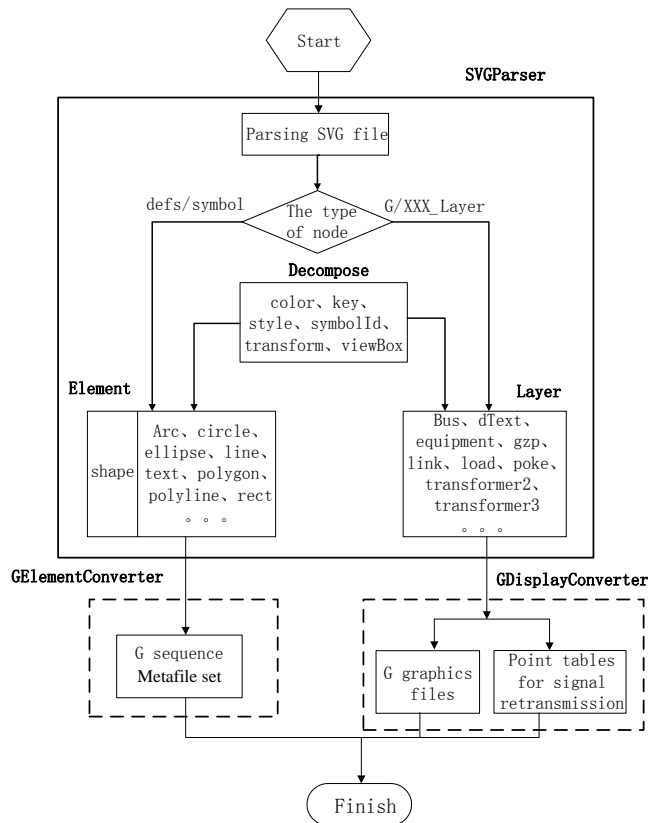 Start
SVGParser
Parsing SVG file
defs/symbol
The type
of node
G/XXX_Layer
Decompose
color、key、
style、symbolId、
transform、viewBox
Element
Layer
shape
Arc、circle、
ellipse、line、
text、polygon、
polyline、rect
。。。
Bus、dText、
equipment、gzp、
link、load、poke、
transformer2、
transformer3
。。。
GElementConverter
GDisplayConverter
G sequence
Metafile set
G graphics
files
Point tables
for signal
retransmission
Finish